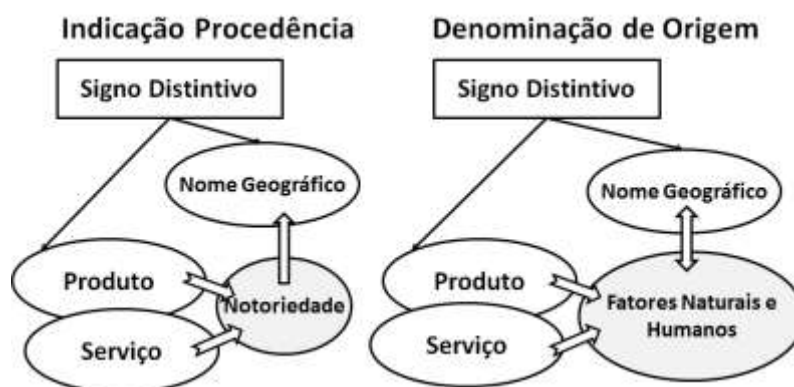 Indicação Procedência
Signo Distintivo
Nome Geográfico
Produto
Notoriedade
Serviço
Denominação de Origem
Signo Distintivo
Nome Geográfico
Produto
Fatores Naturais e
Humanos
Serviço